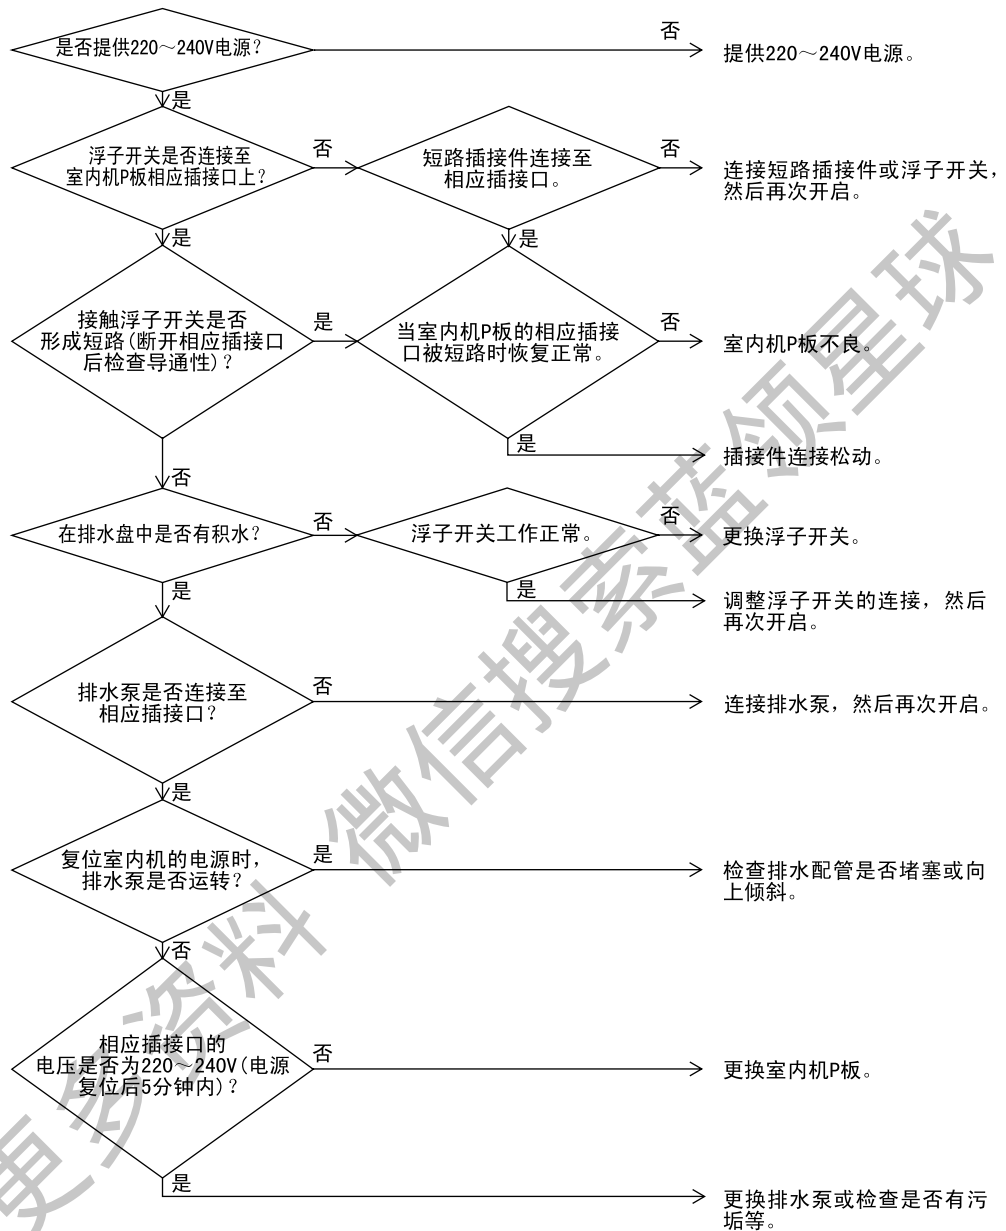 是否提供220～240V电源？
否
提供220～240V电源。
是
浮子开关是否连接至
室内机P板相应插接口上？
否
短路插接件连接至
相应插接口。
否
连接短路插接件或浮子开关，
然后再次开启。
是
是
接触浮子开关是否
形成短路(断开相应插接口
后检查导通性)？
是
当室内机P板的相应插接
口被短路时恢复正常。
否
室内机P板不良。
是
插接件连接松动。
否
在排水盘中是否有积水？
否
浮子开关工作正常。
否
更换浮子开关。
是
是
调整浮子开关的连接，然后
再次开启。
排水泵是否连接至
相应插接口？
否
连接排水泵，然后再次开启。
是
复位室内机的电源时，
排水泵是否运转？
是
检查排水配管是否堵塞或向
上倾斜。
否
相应插接口的
电压是否为220～240V(电源
复位后5分钟内)？
否
更换室内机P板。
是
更换排水泵或检查是否有污
垢等。
更多资料 微信搜索蓝领星球